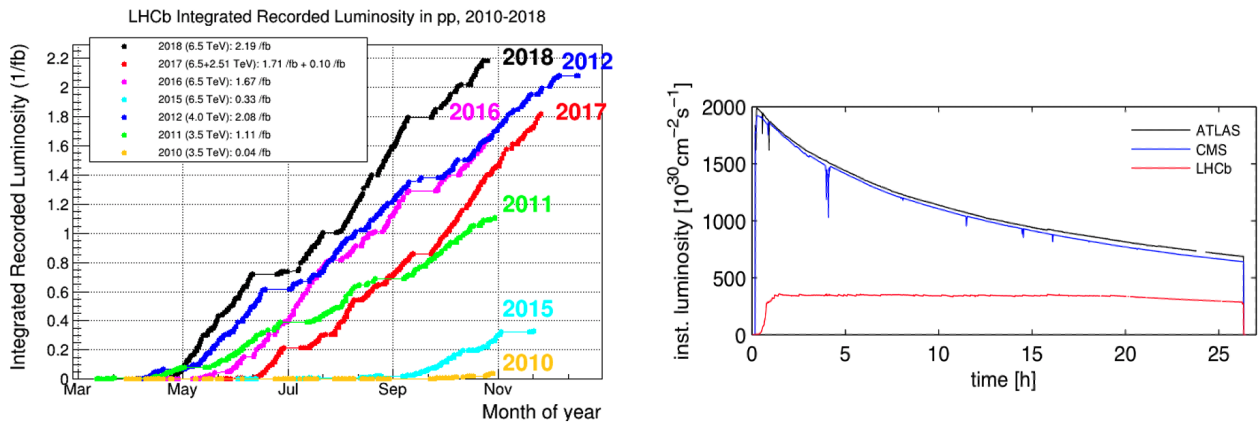 LHCb Integrated Recorded Luminosity in pp, 2010-2018
Integrated Recorded Luminosity (1/fb)
2.2
2
1.8
1.6
1.4
1.2
1
0.8
0.6
0.4
0.2
0
2018 (6.5 TeV): 2.19 /fb
2017 (6.5+2.51 TeV): 1.71 /fb + 0.10 /fb
2016 (6.5 TeV): 1.67 /fb
2015 (6.5 TeV): 0.33 /fb
2012 (4.0 TeV): 2.08 /fb
2011 (3.5 TeV): 1.11 /fb
2010 (3.5 TeV): 0.04 /fb
2018
2012
2016
2017
2011
2015
2010
Mar May Jul Sep Nov
Month of year
inst. luminosity [10³⁰cm⁻²s⁻¹]
2000
1500
1000
500
0
ATLAS
CMS
LHCb
0 5 10 15 20 25
time [h]